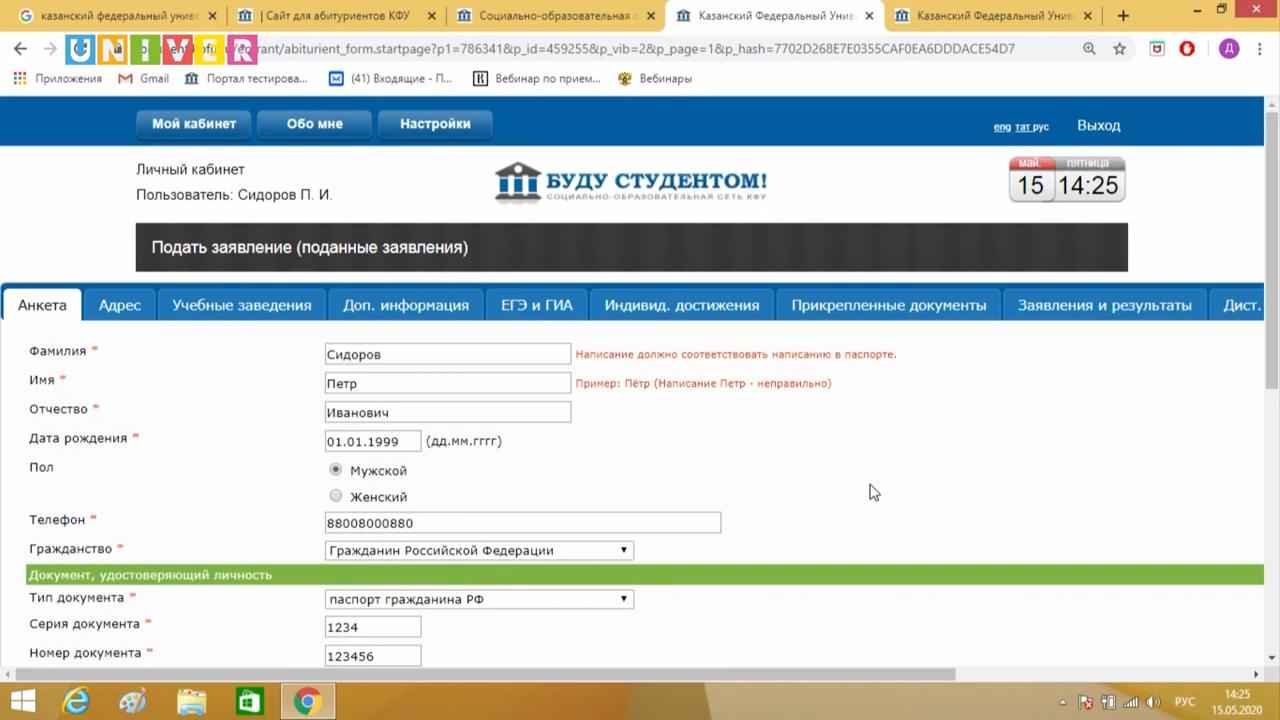 казанский федеральный униве
| Сайт для абитуриентов КФУ
Социально-образовательная с
Казанский Федеральный Униве
Казанский Федеральный Униве
UNIVER
rant/abiturient_form.startpage?p1=786341&p_id=459255&p_vib=2&p_page=1&p_hash=7702D268E7E0355CAF0EA6DDDACE54D7
Д
Приложения
Gmail
Портал тестирова...
(41) Входящие - П...
Вебинар по прием...
Вебинары
Мой кабинет
Обо мне
Настройки
eng тат рус
Выход
Личный кабинет
Пользователь: Сидоров П. И.
БУДУ СТУДЕНТОМ!
СОЦИАЛЬНО-ОБРАЗОВАТЕЛЬНАЯ СЕТЬ КФУ
май, пятница
15 14:25
Подать заявление (поданные заявления)
Анкета
Адрес
Учебные заведения
Доп. информация
ЕГЭ и ГИА
Индивид. достижения
Прикрепленные документы
Заявления и результаты
Дист.
Фамилия * Сидоров Написание должно соответствовать написанию в паспорте.
Имя * Петр Пример: Пётр (Написание Петр - неправильно)
Отчество * Иванович
Дата рождения * 01.01.1999 (дд.мм.гггг)
Пол Мужской
Женский
Телефон * 88008000880
Гражданство * Гражданин Российской Федерации
Документ, удостоверяющий личность
Тип документа * паспорт гражданина РФ
Серия документа * 1234
Номер документа * 123456
РУС
14:25
15.05.2020